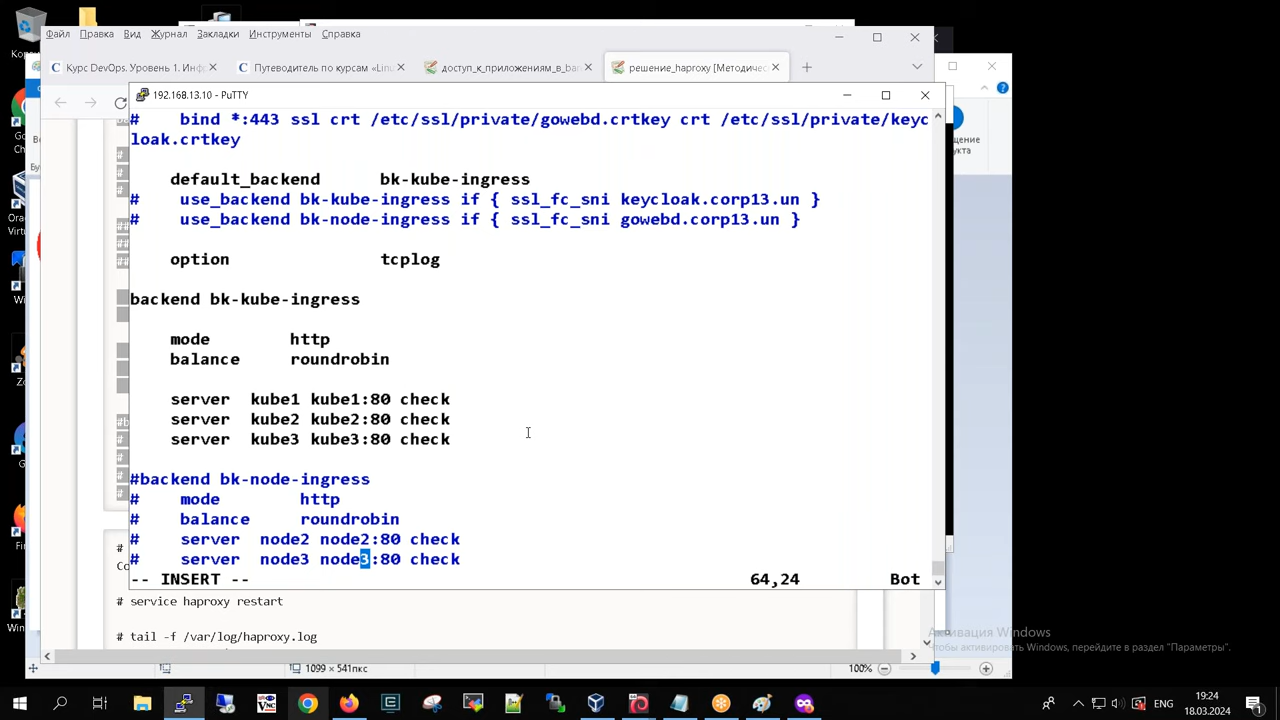 Файл Правка Вид Журнал Закладки Инструменты Справка
Курс DevOps. Уровень 1. Инф
Путеводитель по курсам «Lin
доступ_к_приложениям_в_bar
решение_haproxy [Методичес
192.168.13.10 - PuTTY
# bind *:443 ssl crt /etc/ssl/private/gowebd.crtkey crt /etc/ssl/private/keyc
loak.crtkey
default_backend bk-kube-ingress
# use_backend bk-kube-ingress if { ssl_fc_sni keycloak.corp13.un }
# use_backend bk-node-ingress if { ssl_fc_sni gowebd.corp13.un }
option tcplog
backend bk-kube-ingress
mode http
balance roundrobin
server kube1 kube1:80 check
server kube2 kube2:80 check
server kube3 kube3:80 check
#backend bk-node-ingress
# mode http
# balance roundrobin
# server node2 node2:80 check
# server node3 node3:80 check
-- INSERT -- 64,24 Bot
# service haproxy restart
# tail -f /var/log/haproxy.log
Активация Windows
Чтобы активировать Windows, перейдите в раздел "Параметры".
1099 × 541пкс
100%
ENG
19:24
18.03.2024